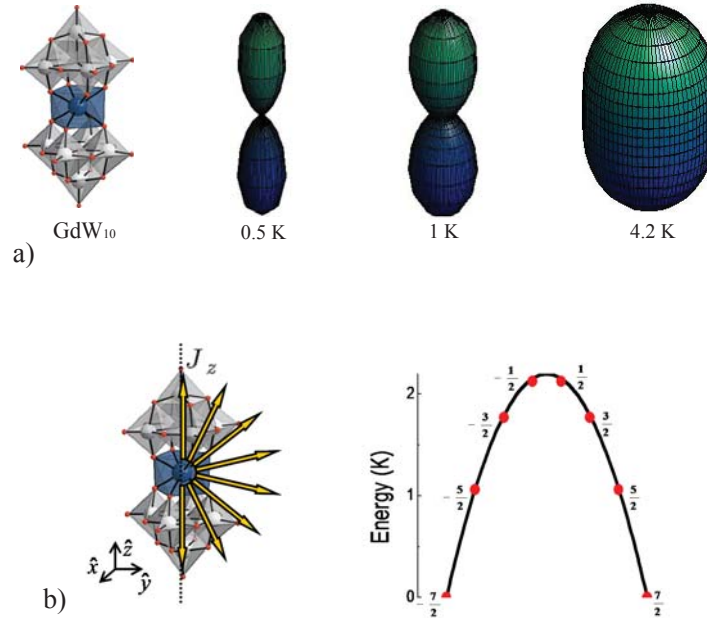 GdW10
0.5 K
1 K
4.2 K
a)
J z
ẑ
x̂
ŷ
b)
Energy (K)
2
1
0
- 1/2
1/2
- 3/2
3/2
- 5/2
5/2
- 7/2
7/2